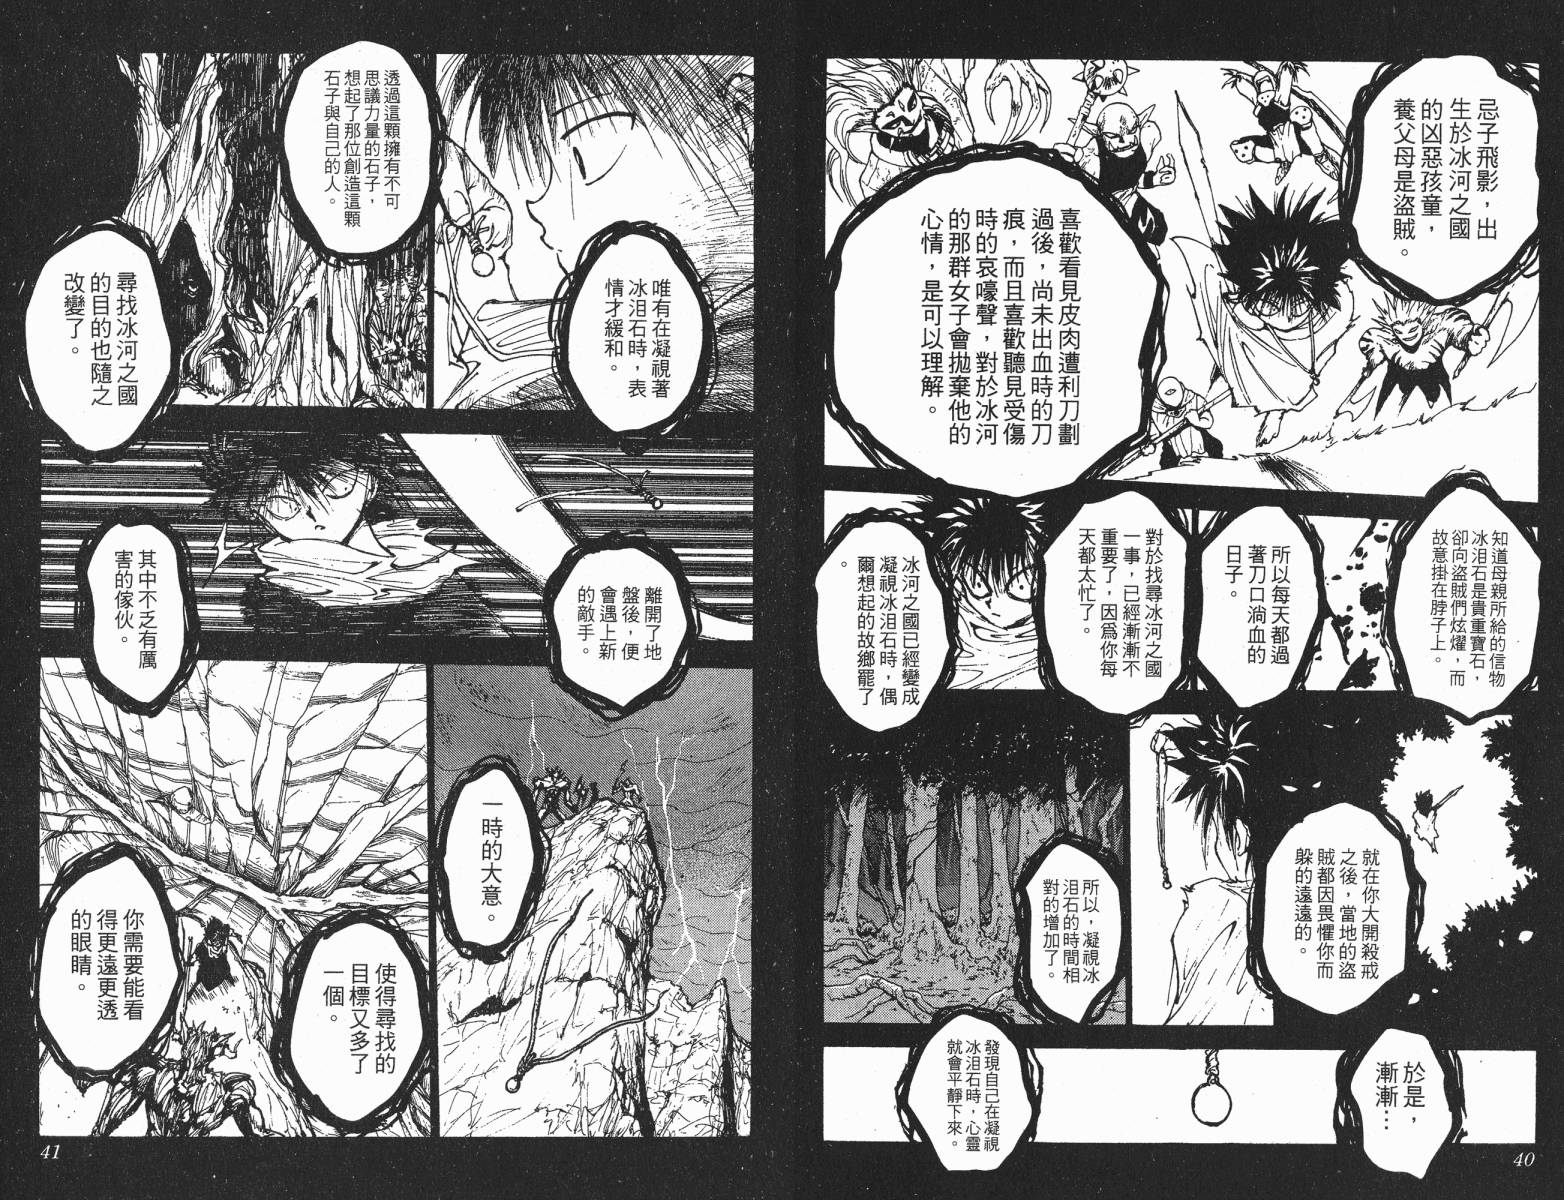 忌子飛影，出
生於冰河之國
的凶惡孩童，
養父母是盜賊。
喜歡看見皮肉遭利刀劃
過後，尚未出血時的刀
痕，而且喜歡聽見受傷
時的哀嚎聲，對於冰河
的那群女子會拋棄他的
心情，是可以理解。
知道母親所給的信物
冰泪石是貴重寶石，
卻向盜賊們炫耀，而
故意掛在脖子上。
所以每天都過
著刀口淌血的
日子。
對於找尋冰河之國
一事，已經漸漸不
重要了，因為你每
天都太忙了。
冰河之國已經變成
凝視冰泪石時，偶
爾想起的故鄉罷了
。
就在你大開殺戒
之後，當地的盜
賊都因畏懼你而
躲的遠遠的。
所以，凝視冰
泪石的時間相
對的增加了。
於是，
漸漸…
發現自己在凝視
冰泪石時，心靈
就會平靜下來。
40
唯有在凝視著
冰泪石時，表
情才緩和。
透過這顆擁有不可
思議力量的石子，
想起了那位創造這顆
石子與自己的人。
尋找冰河之國
的目的也隨之
改變了。
離開了地
盤後，便
會遇上新
的敵手。
其中不乏有厲
害的傢伙。
一時的大意。
使得尋找的
目標又多了
一個。
你需要能看
得更遠更透
的眼睛。
41